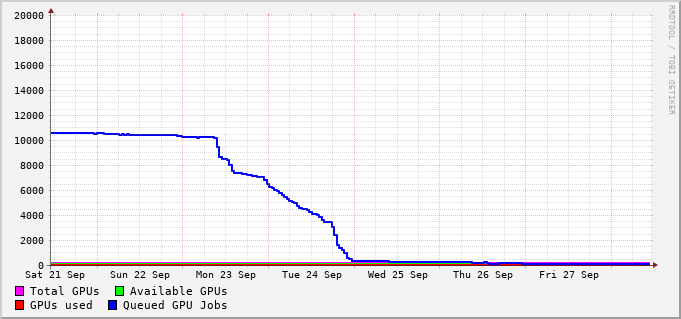 RRDTOOL / TOBI OETIKER
20000
18000
16000
14000
12000
10000
8000
6000
4000
2000
0
Sat 21 Sep Sun 22 Sep Mon 23 Sep Tue 24 Sep Wed 25 Sep Thu 26 Sep Fri 27 Sep
Total GPUs Available GPUs
GPUs used Queued GPU Jobs